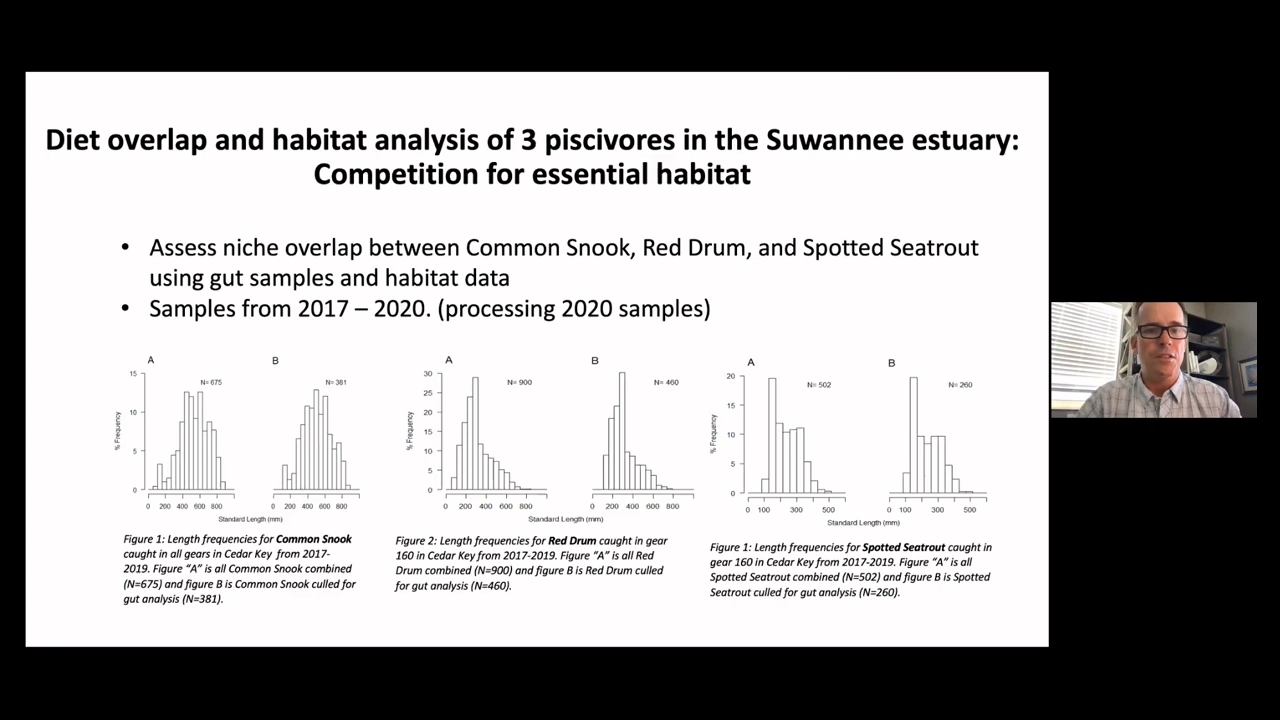 Diet overlap and habitat analysis of 3 piscivores in the Suwannee estuary:
Competition for essential habitat
• Assess niche overlap between Common Snook, Red Drum, and Spotted Seatrout
using gut samples and habitat data
• Samples from 2017 – 2020. (processing 2020 samples)
A
N= 675
15
10
5
0
% Frequency
0 200 400 600 800
B
N= 381
0 200 400 600 800
Standard Length (mm)
Figure 1: Length frequencies for Common Snook
caught in all gears in Cedar Key from 2017-
2019. Figure “A” is all Common Snook combined
(N=675) and figure B is Common Snook culled for
gut analysis (N=381).
A
N= 900
30
25
20
15
10
5
0
% Frequency
0 200 400 600 800
B
N= 460
0 200 400 600 800
Standard Length (mm)
Figure 2: Length frequencies for Red Drum caught in gear
160 in Cedar Key from 2017-2019. Figure “A” is all Red
Drum combined (N=900) and figure B is Red Drum culled
for gut analysis (N=460).
A
N= 502
20
15
10
5
0
% Frequency
0 100 300 500
B
N= 260
0 100 300 500
Standard Length (mm)
Figure 1: Length frequencies for Spotted Seatrout caught in
gear 160 in Cedar Key from 2017-2019. Figure “A” is all
Spotted Seatrout combined (N=502) and figure B is Spotted
Seatrout culled for gut analysis (N=260).